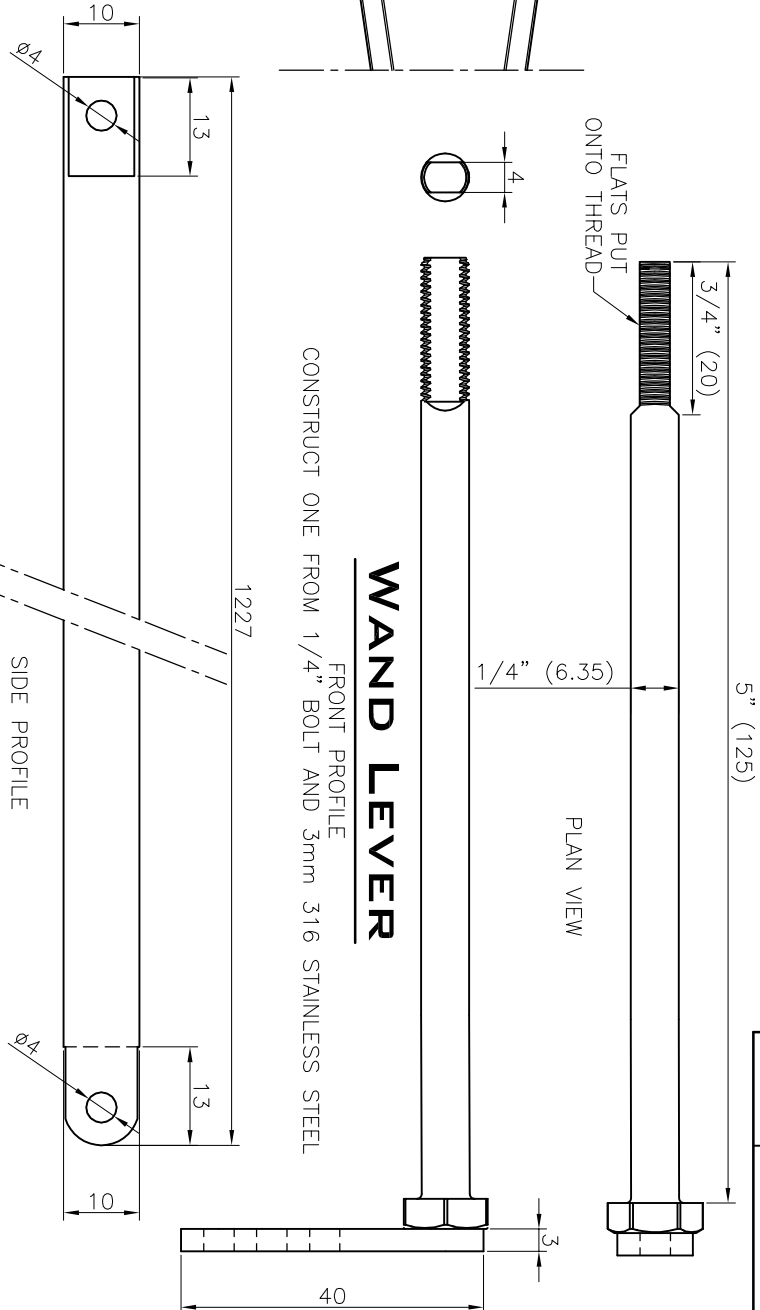 10
ø4
13
1227
ø4
13
10
SIDE PROFILE
4
WAND LEVER
FRONT PROFILE
CONSTRUCT ONE FROM 1/4” BOLT AND 3mm 316 STAINLESS STEEL
3
40
FLATS PUT
ONTO THREAD
3/4” (20)
5” (125)
1/4” (6.35)
PLAN VIEW